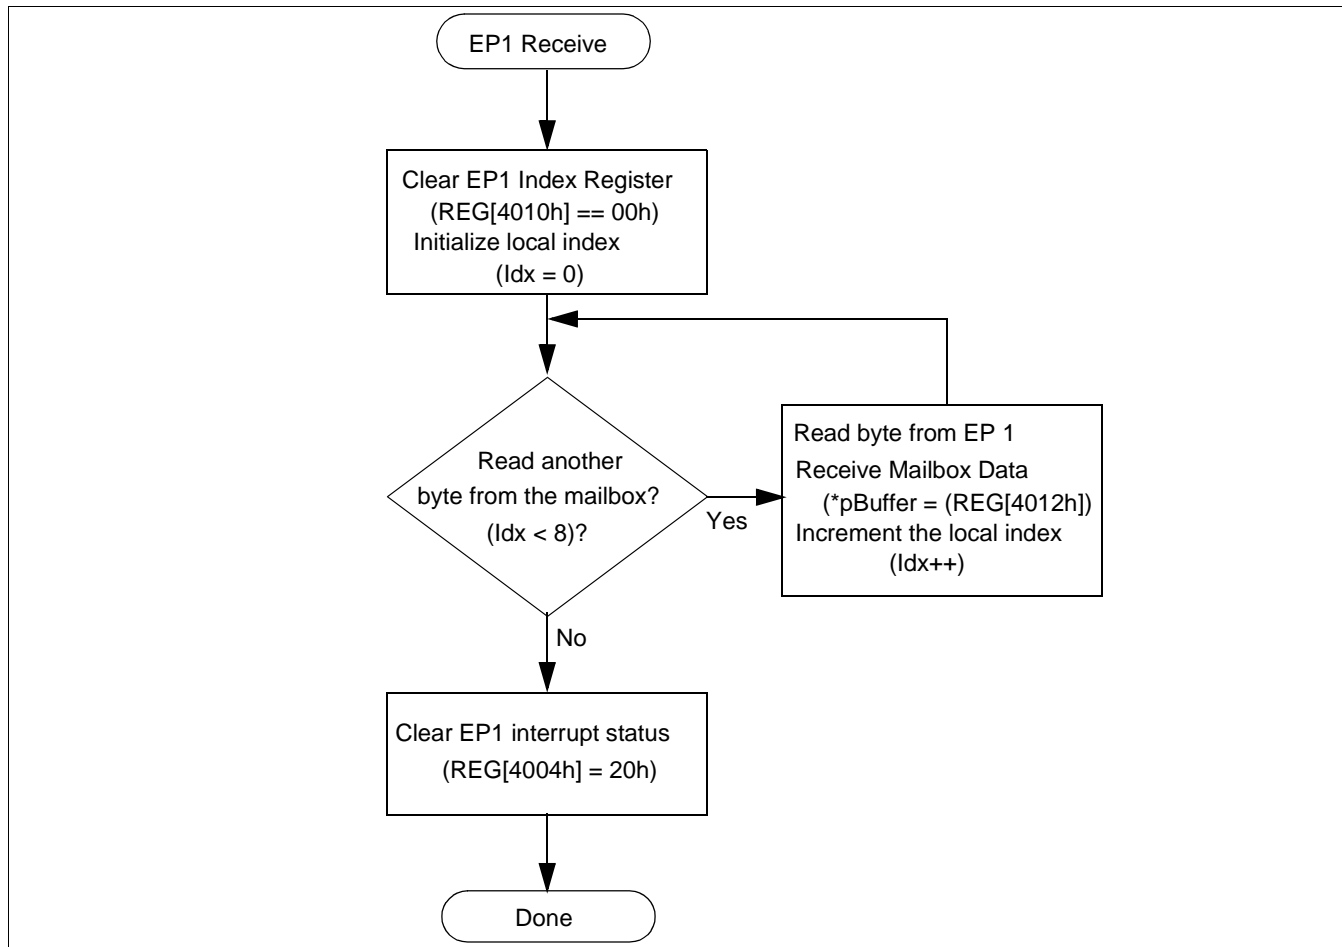 EP1 Receive
Clear EP1 Index Register
(REG[4010h] == 00h)
Initialize local index
(Idx = 0)
Read another
byte from the mailbox?
(Idx < 8)?
Yes
Read byte from EP 1
Receive Mailbox Data
(*pBuffer = (REG[4012h])
Increment the local index
(Idx++)
No
Clear EP1 interrupt status
(REG[4004h] = 20h)
Done